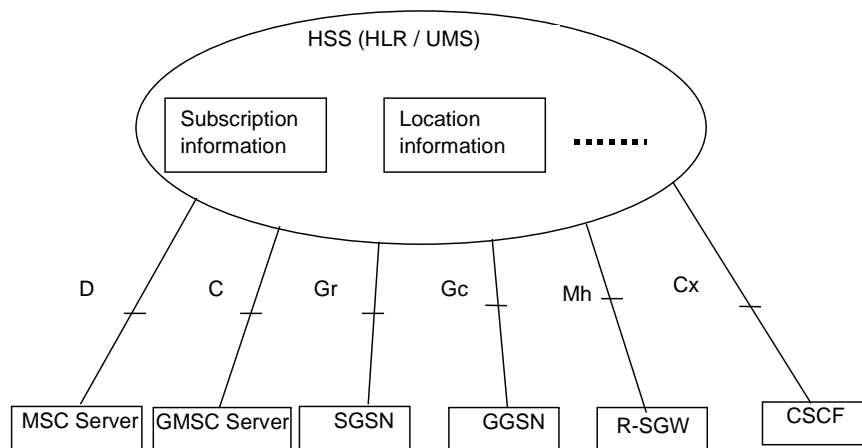 HSS (HLR / UMS)
Subscription
information
Location
information
D
C
Gr
Gc
Mh
Cx
MSC Server
GMSC Server
SGSN
GGSN
R-SGW
CSCF